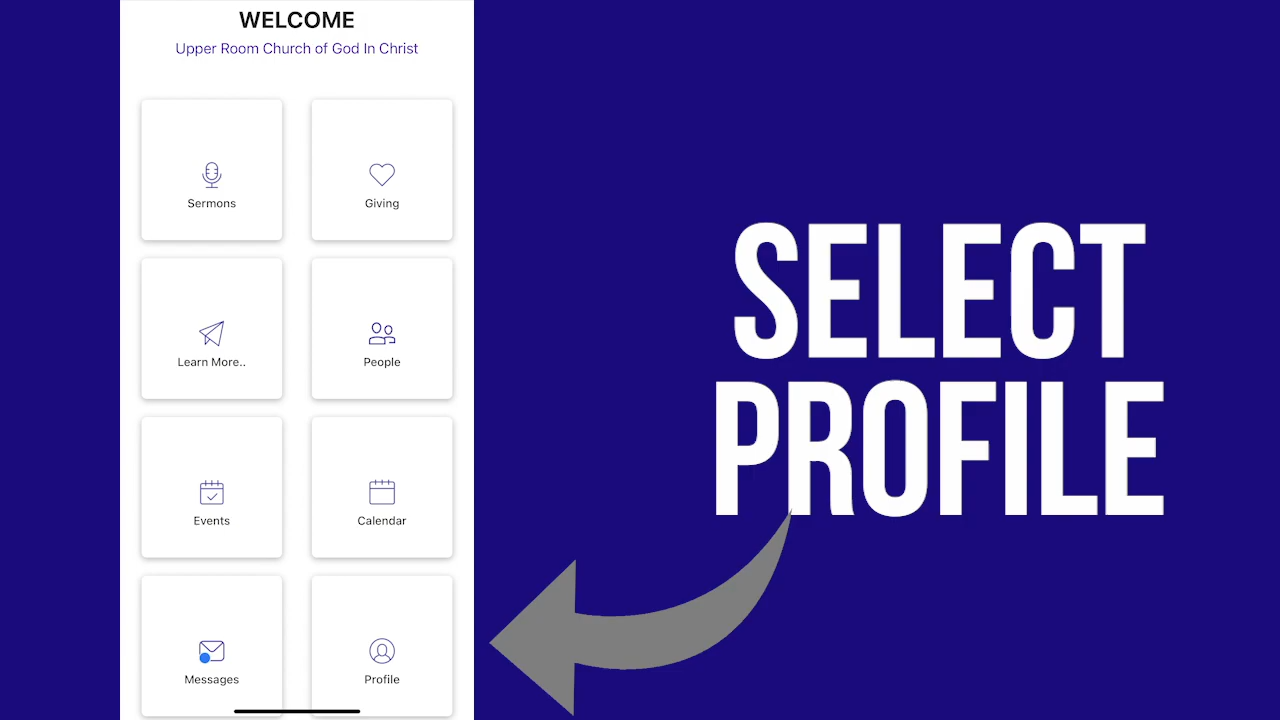 WELCOME
Upper Room Church of God In Christ
Sermons
Giving
Learn More..
People
Events
Calendar
Messages
Profile
SELECT
PROFILE